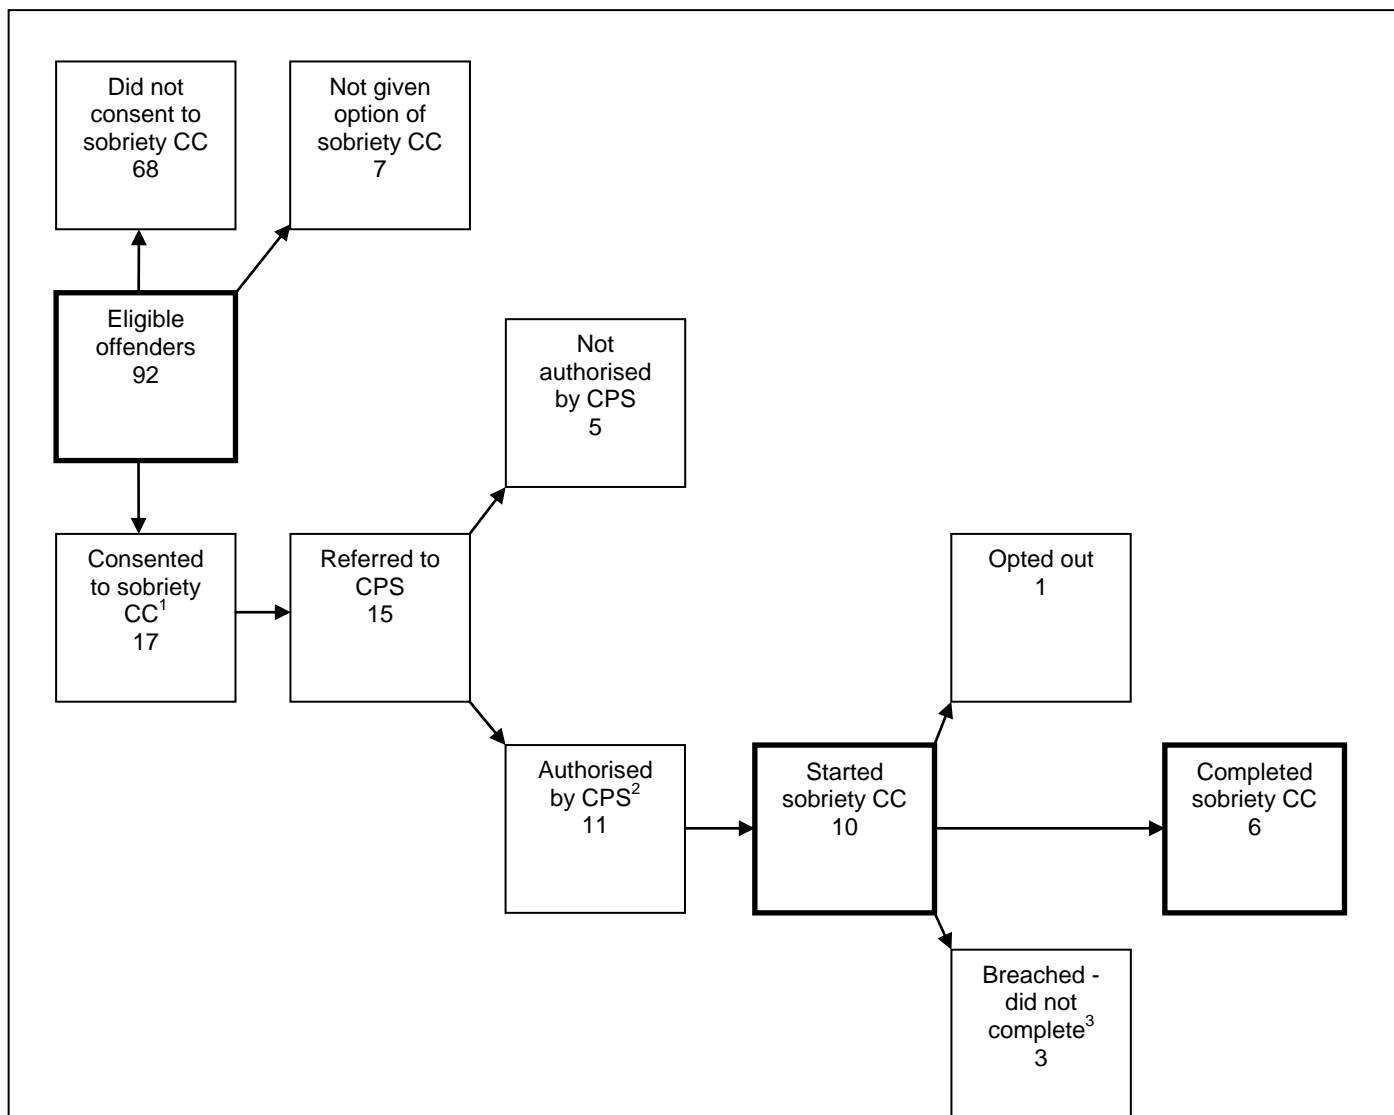 Did not
consent to
sobriety CC
68
Not given
option of
sobriety CC
7
Eligible
offenders
92
Not
authorised
by CPS
5
Consented
to sobriety
CC¹
17
Referred to
CPS
15
Opted out
1
Authorised
by CPS²
11
Started
sobriety CC
10
Completed
sobriety CC
6
Breached -
did not
complete³
3